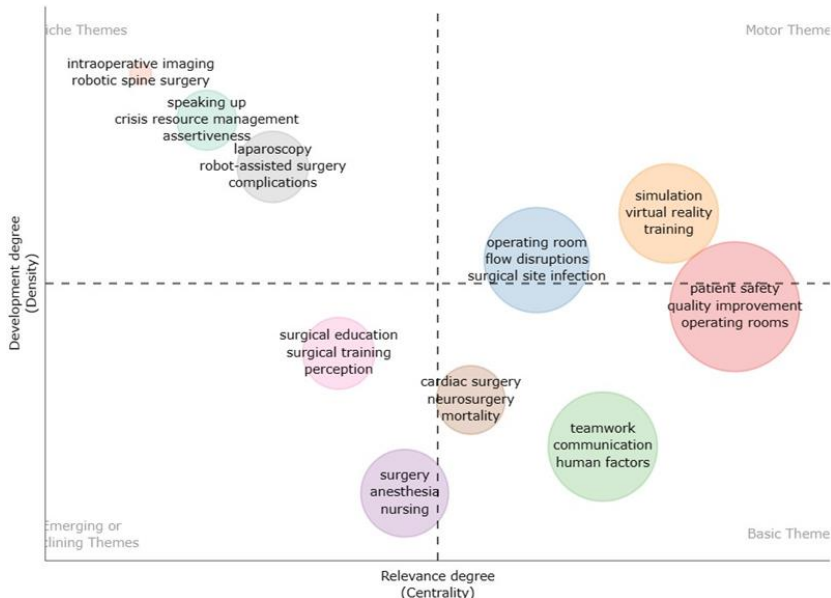 iche Themes
Motor Theme
intraoperative imaging
robotic spine surgery
speaking up
crisis resource management
assertiveness
laparoscopy
robot-assisted surgery
complications
simulation
virtual reality
training
operating room
flow disruptions
surgical site infection
patient safety
quality improvement
operating rooms
Development degree
(Density)
surgical education
surgical training
perception
cardiac surgery
neurosurgery
mortality
teamwork
communication
human factors
surgery
anesthesia
nursing
Emerging or
clining Themes
Basic Theme
Relevance degree
(Centrality)